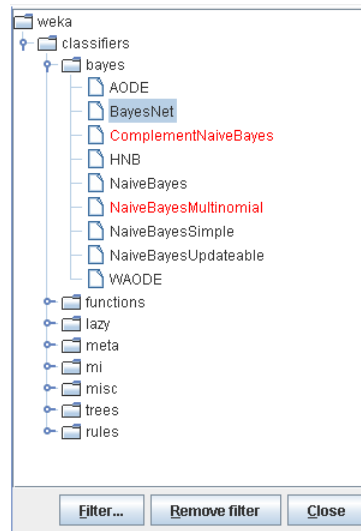 weka
classifiers
bayes
AODE
BayesNet
ComplementNaiveBayes
HNB
NaiveBayes
NaiveBayesMultinomial
NaiveBayesSimple
NaiveBayesUpdateable
WAODE
functions
lazy
meta
mi
misc
trees
rules
Filter... Remove filter Close